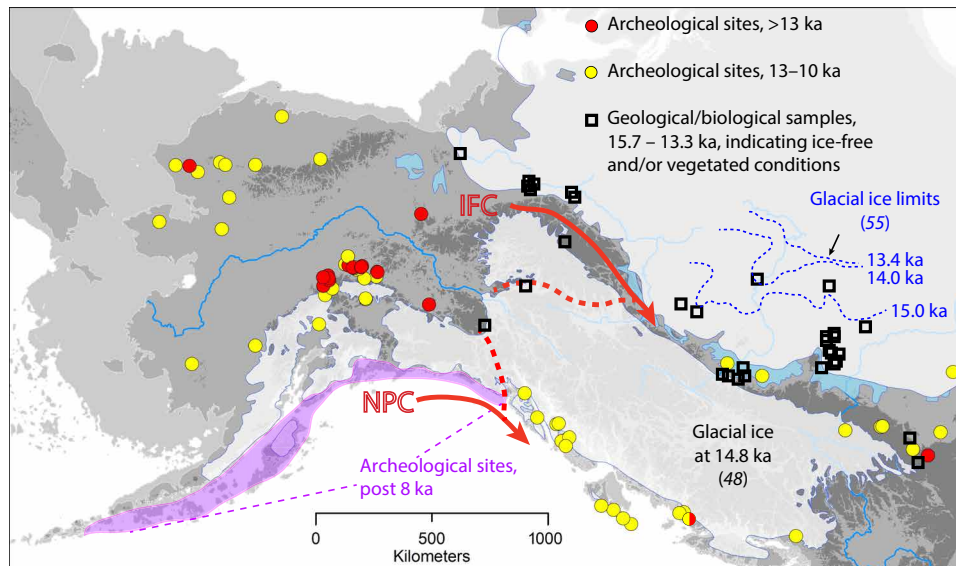 Archeological sites, >13 ka
Archeological sites, 13–10 ka
Geological/biological samples,
15.7 – 13.3 ka, indicating ice-free
and/or vegetated conditions
Glacial ice limits
(55)
13.4 ka
14.0 ka
15.0 ka
IFC
NPC
Glacial ice
at 14.8 ka
(48)
Archeological sites,
post 8 ka
0 500 1000
Kilometers